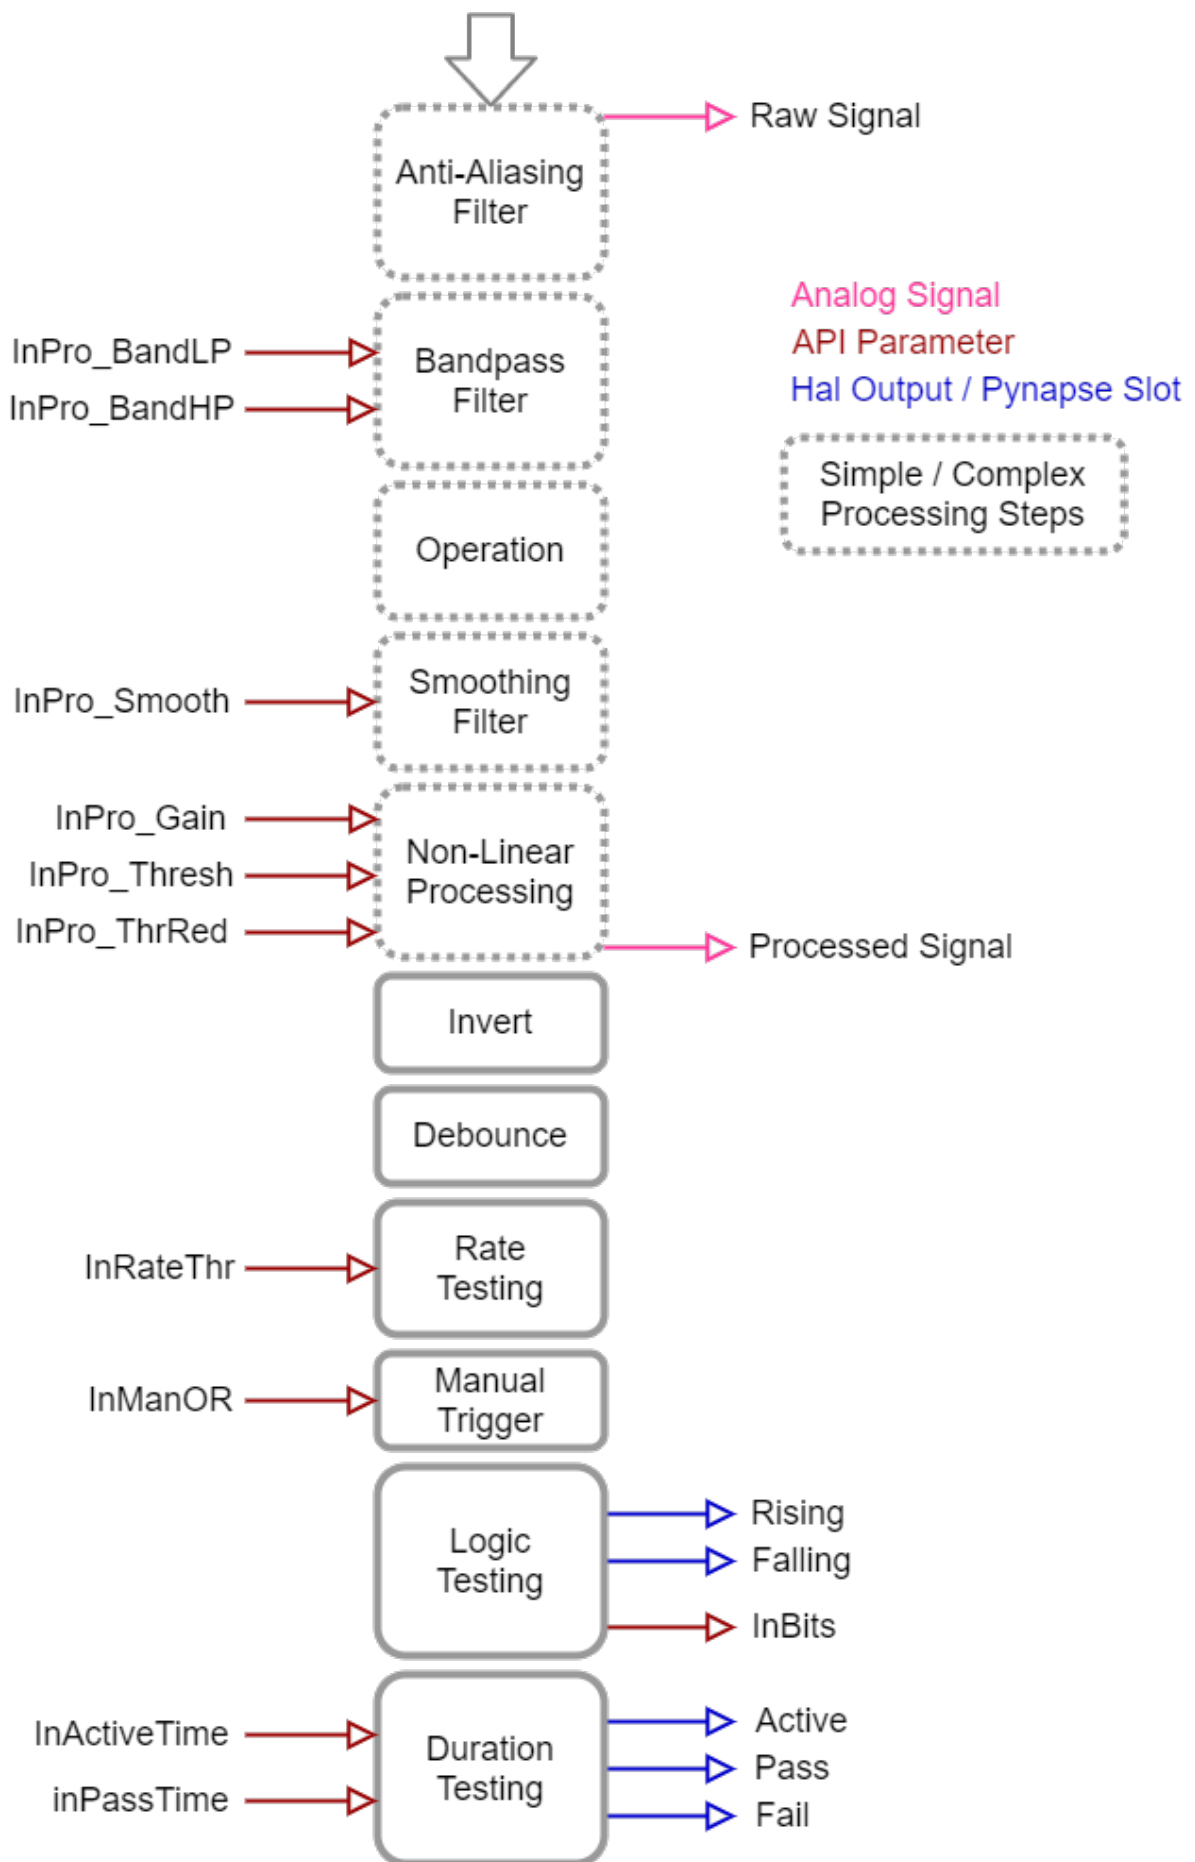 Raw Signal
Anti-Aliasing
Filter
Analog Signal
API Parameter
Hal Output / Pynapse Slot
Simple / Complex
Processing Steps
InPro_BandLP
InPro_BandHP
Bandpass
Filter
Operation
InPro_Smooth
Smoothing
Filter
InPro_Gain
InPro_Thresh
InPro_ThrRed
Non-Linear
Processing
Processed Signal
Invert
Debounce
InRateThr
Rate
Testing
InManOR
Manual
Trigger
Logic
Testing
Rising
Falling
InBits
InActiveTime
inPassTime
Duration
Testing
Active
Pass
Fail